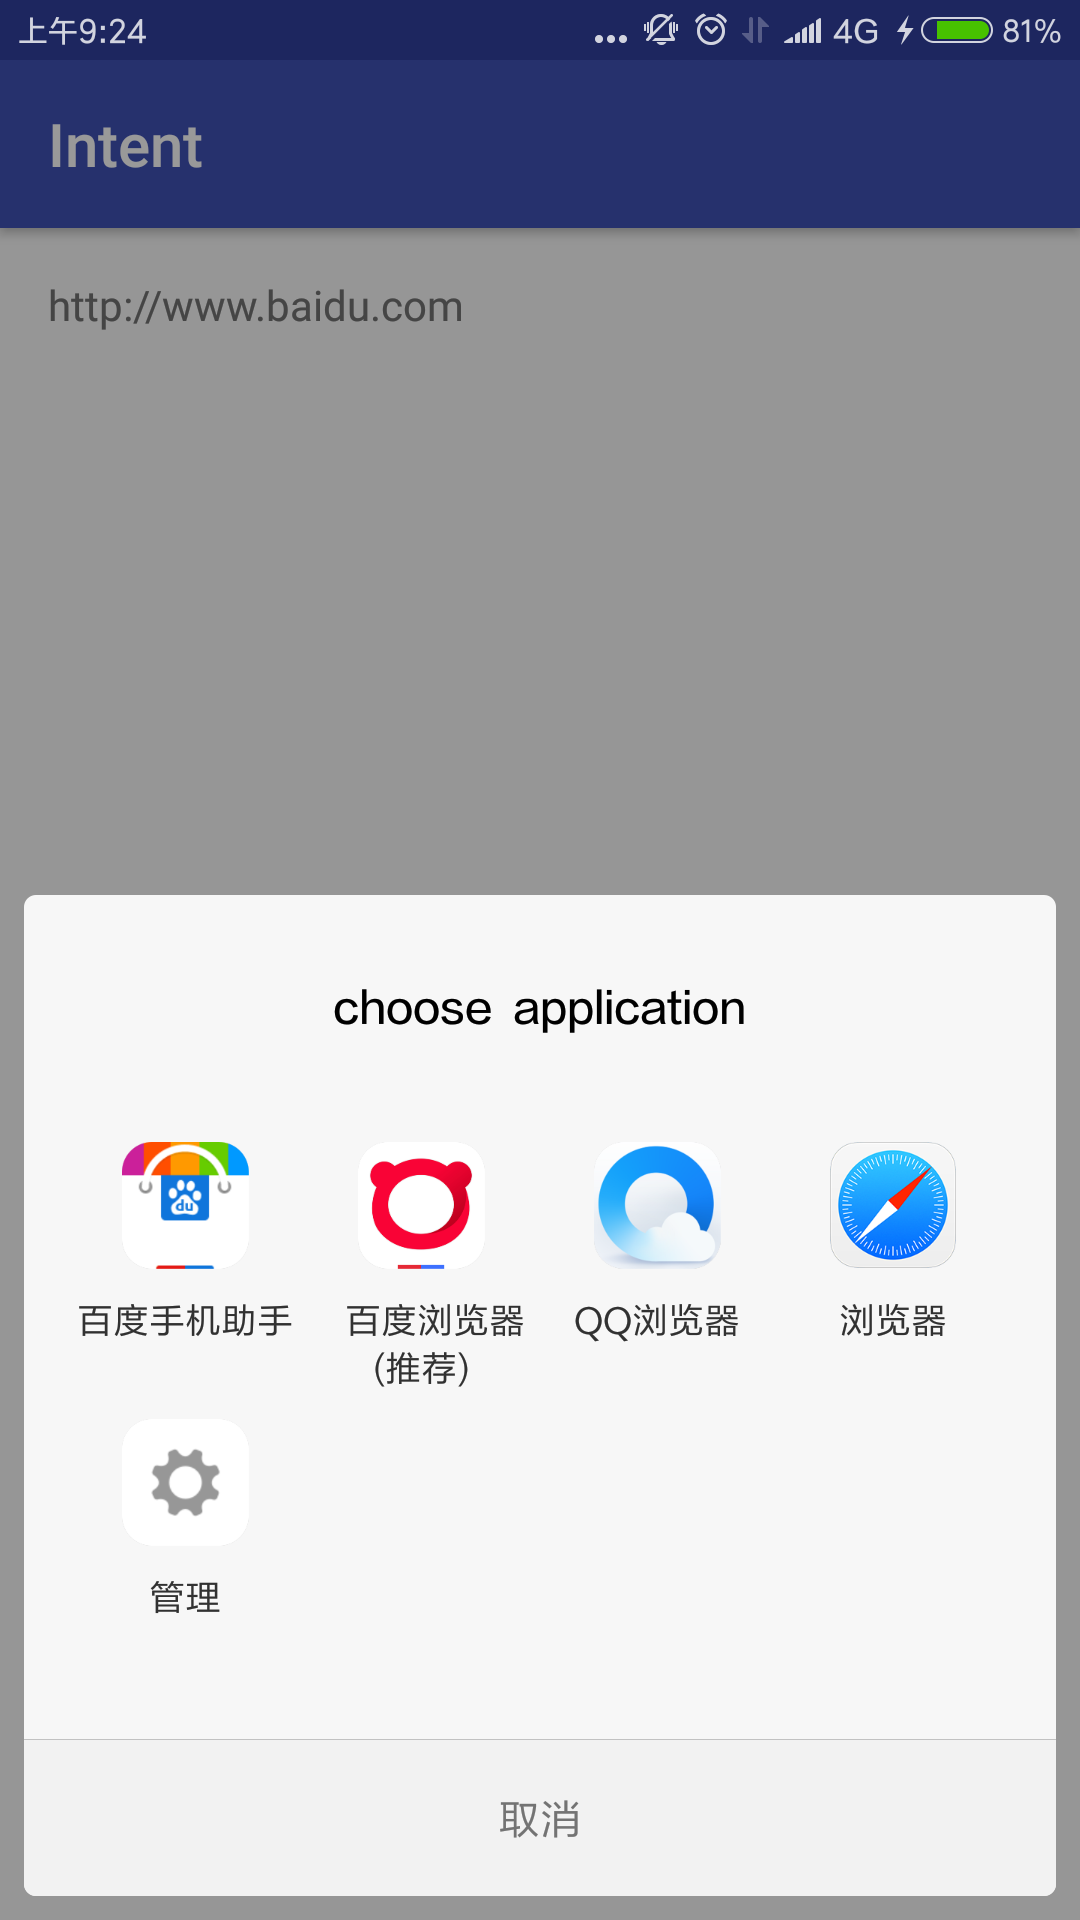 上午9:24
4G
81%
Intent
http://www.baidu.com
choose application
du
百度手机助手
百度浏览器
(推荐)
QQ浏览器
浏览器
管理
取消